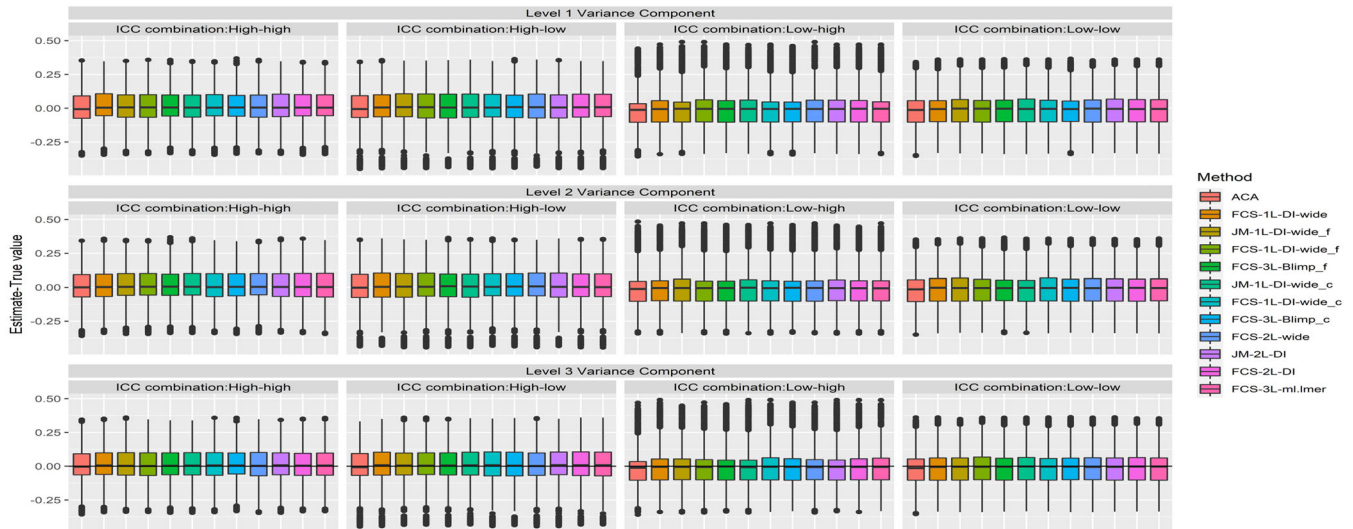 Level 1 Variance Component
ICC combination:High-high ICC combination:High-low ICC combination:Low-high ICC combination:Low-low
0.50
0.25
0.00
-0.25
Level 2 Variance Component
ICC combination:High-high ICC combination:High-low ICC combination:Low-high ICC combination:Low-low
0.50
0.25
0.00
-0.25
Level 3 Variance Component
ICC combination:High-high ICC combination:High-low ICC combination:Low-high ICC combination:Low-low
0.50
0.25
0.00
-0.25
Estimate-True value
Method
ACA
FCS-1L-DI-wide
JM-1L-DI-wide_f
FCS-1L-DI-wide_f
FCS-3L-Blimp_f
JM-1L-DI-wide_c
FCS-1L-DI-wide_c
FCS-3L-Blimp_c
FCS-2L-wide
JM-2L-DI
FCS-2L-DI
FCS-3L-ml.lmer